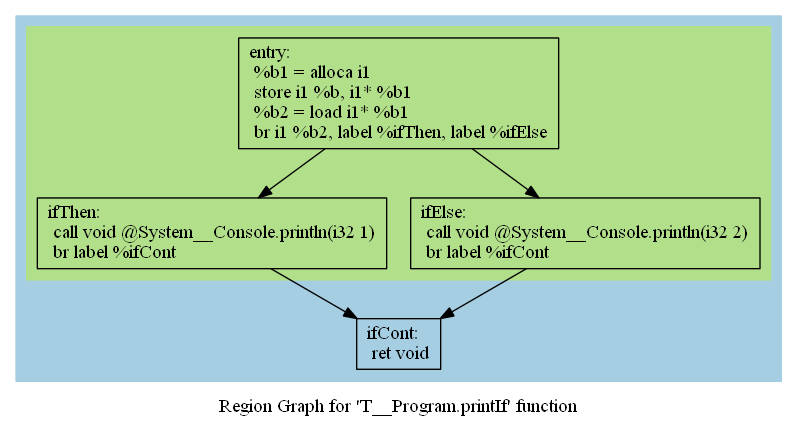 entry:
%b1 = alloca i1
store i1 %b, i1* %b1
%b2 = load i1* %b1
br i1 %b2, label %ifThen, label %ifElse
ifThen:
call void @System__Console.println(i32 1)
br label %ifCont
ifElse:
call void @System__Console.println(i32 2)
br label %ifCont
ifCont:
ret void
Region Graph for 'T__Program.printIf' function